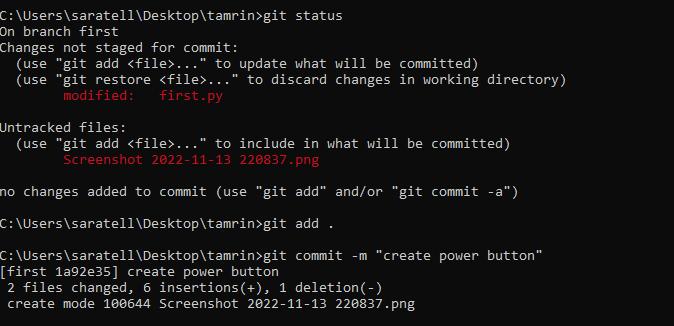 C:\Users\saratell\Desktop\tamrin>git status
On branch first
Changes not staged for commit:
  (use "git add <file>..." to update what will be committed)
  (use "git restore <file>..." to discard changes in working directory)
        modified:   first.py

Untracked files:
  (use "git add <file>..." to include in what will be committed)
        Screenshot 2022-11-13 220837.png

no changes added to commit (use "git add" and/or "git commit -a")

C:\Users\saratell\Desktop\tamrin>git add .

C:\Users\saratell\Desktop\tamrin>git commit -m "create power button"
[first 1a92e35] create power button
 2 files changed, 6 insertions(+), 1 deletion(-)
 create mode 100644 Screenshot 2022-11-13 220837.png